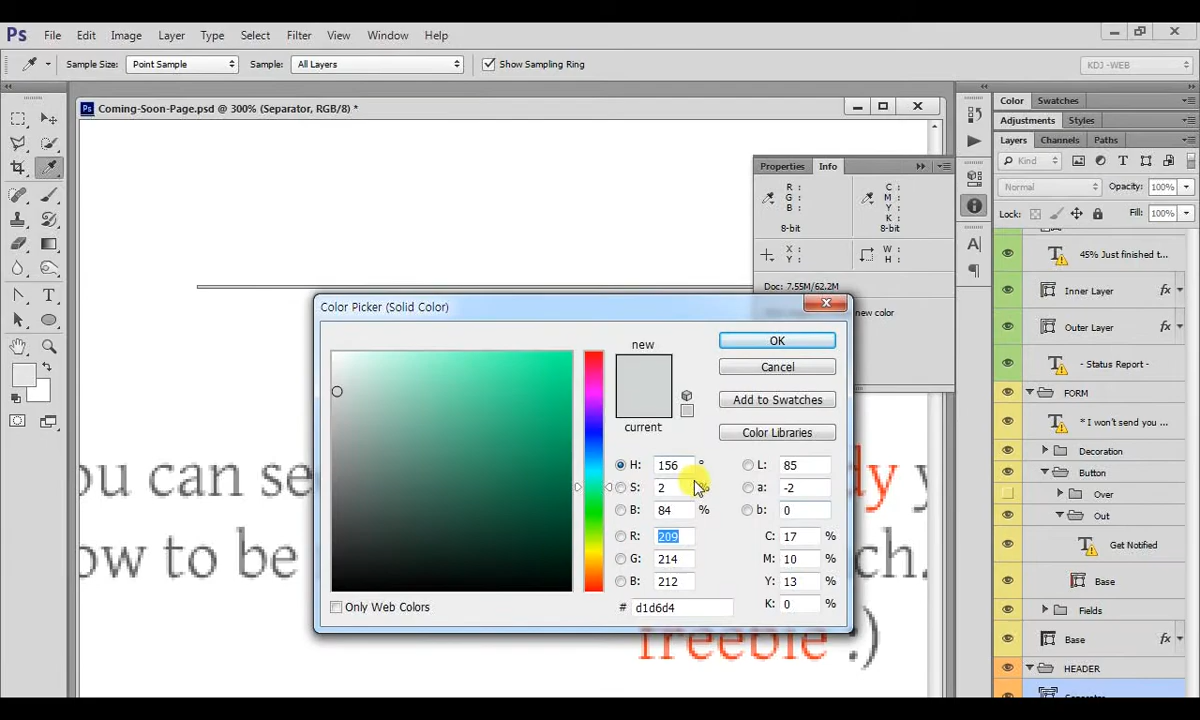 Ps File Edit Image Layer Type Select Filter View Window Help
Sample Size: Point Sample Sample: All Layers Show Sampling Ring KDJ -WEB
Ps Coming-Soon-Page.psd @ 300% (Separator, RGB/8) *
Color Swatches
Adjustments Styles
Layers Channels Paths
Kind T
Normal Opacity: 100%
Lock: Fill: 100%
T 45% Just finished t...
Inner Layer fx
Outer Layer fx
T - Status Report -
FORM
T * I won't send you ...
Decoration
Button
Over
Out
T Get Notified
Base
Fields
Base fx
HEADER
Properties Info
R :
G :
B :
8-bit
C :
M :
Y :
K :
8-bit
X :
Y :
W :
H :
Doc: 7.55M/62.2M
new color
Color Picker (Solid Color)
new
current
OK
Cancel
Add to Swatches
Color Libraries
H: 156 ° L: 85
S: 2 % a: -2
B: 84 % b: 0
R: 209 C: 17 %
G: 214 M: 10 %
B: 212 Y: 13 %
K: 0 %
Only Web Colors # d1d6d4
ou can se dy y
ow to be ch.
freebie :)